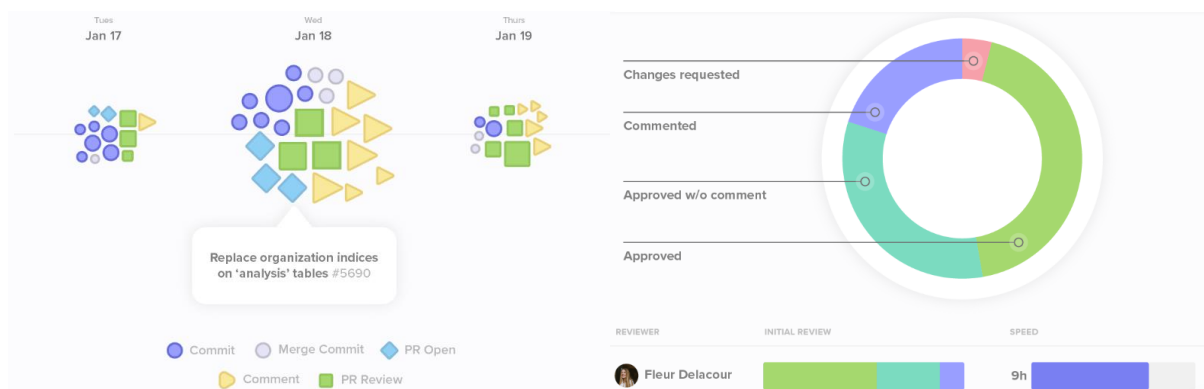 Tues
Jan 17
Wed
Jan 18
Thurs
Jan 19
Replace organization indices
on ‘analysis’ tables #5690
Commit
Merge Commit
PR Open
Comment
PR Review
Changes requested
Commented
Approved w/o comment
Approved
REVIEWER
INITIAL REVIEW
SPEED
Fleur Delacour
9h